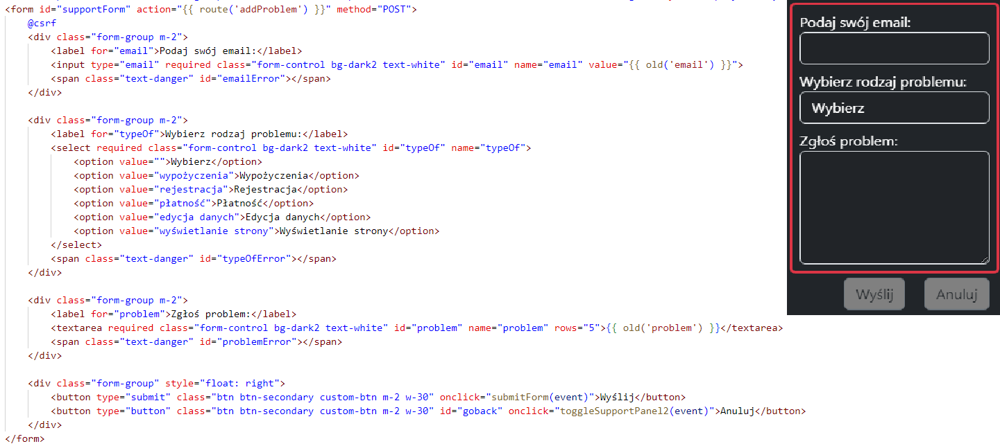 <form id="supportForm" action="{{ route('addProblem') }}" method="POST">
@csrf
<div class="form-group m-2">
<label for="email">Podaj swój email:</label>
<input type="email" required class="form-control bg-dark2 text-white" id="email" name="email" value="{{ old('email') }}">
<span class="text-danger" id="emailError"></span>
</div>
<div class="form-group m-2">
<label for="typeOf">Wybierz rodzaj problemu:</label>
<select required class="form-control bg-dark2 text-white" id="typeOf" name="typeOf">
<option value="">Wybierz</option>
<option value="wypożyczenia">Wypożyczenia</option>
<option value="rejestracja">Rejestracja</option>
<option value="płatność">Płatność</option>
<option value="edycja danych">Edycja danych</option>
<option value="wyświetlanie strony">Wyświetlanie strony</option>
</select>
<span class="text-danger" id="typeOfError"></span>
</div>
<div class="form-group m-2">
<label for="problem">Zgłoś problem:</label>
<textarea required class="form-control bg-dark2 text-white" id="problem" name="problem" rows="5">{{ old('problem') }}</textarea>
<span class="text-danger" id="problemError"></span>
</div>
<div class="form-group" style="float: right">
<button type="submit" class="btn btn-secondary custom-btn m-2 w-30" onclick="submitForm(event)">Wyślij</button>
<button type="button" class="btn btn-secondary custom-btn m-2 w-30" id="goback" onclick="toggleSupportPanel2(event)">Anuluj</button>
</div>
</form>
Podaj swój email:
Wybierz rodzaj problemu:
Wybierz
Zgłoś problem:
Wyślij Anuluj